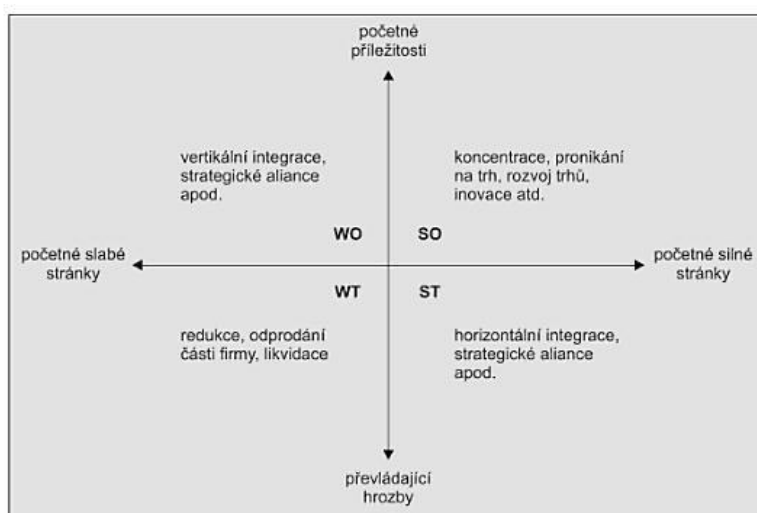 početné
příležitosti
vertikální integrace,
strategické aliance
apod.
koncentrace, pronikání
na trh, rozvoj trhů,
inovace atd.
WO
SO
početné slabé
stránky
početné silné
stránky
WT
ST
redukce, odprodání
části firmy, likvidace
horizontální integrace,
strategické aliance
apod.
převládající
hrozby